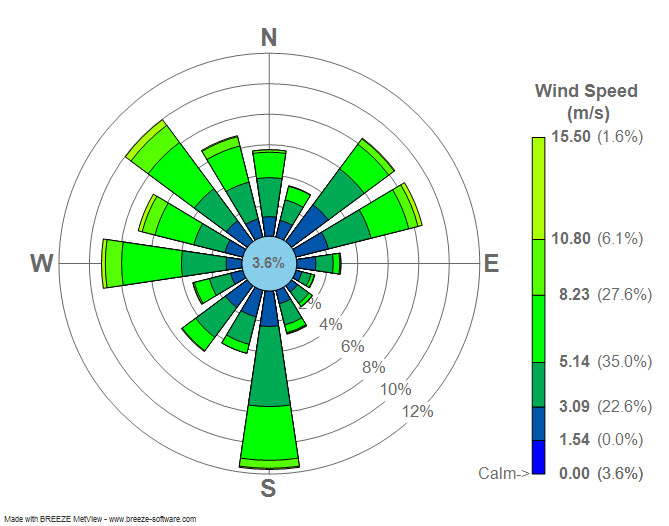 N
Wind Speed
(m/s)
15.50 (1.6%)
10.80 (6.1%)
W
3.6%
E
8.23 (27.6%)
2%
4%
5.14 (35.0%)
6%
8%
3.09 (22.6%)
10%
12%
1.54 (0.0%)
Calm-> 0.00 (3.6%)
S
Made with BREEZE MetView - www.breeze-software.com